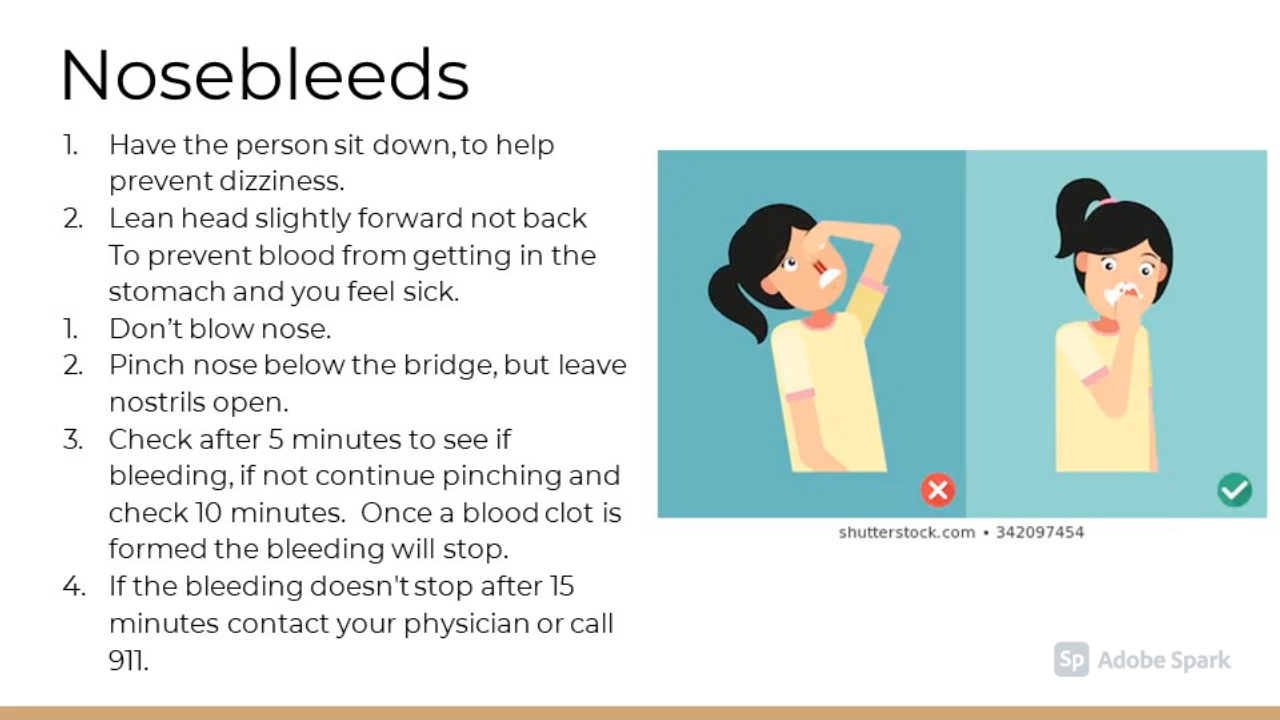 Nosebleeds
1. Have the person sit down, to help
prevent dizziness.
2. Lean head slightly forward not back
To prevent blood from getting in the
stomach and you feel sick.
1. Don’t blow nose.
2. Pinch nose below the bridge, but leave
nostrils open.
3. Check after 5 minutes to see if
bleeding, if not continue pinching and
check 10 minutes.  Once a blood clot is
formed the bleeding will stop.
4. If the bleeding doesn't stop after 15
minutes contact your physician or call
911.
shutterstock.com • 342097454
Sp Adobe Spark